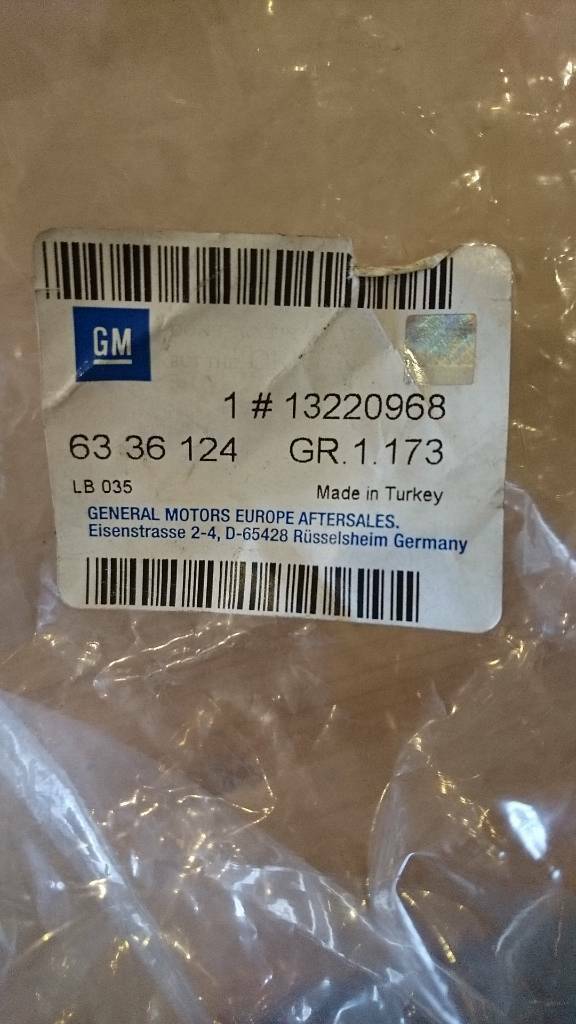 GM
1 # 13220968
63 36 124 GR.1.173
LB 035 Made in Turkey
GENERAL MOTORS EUROPE AFTERSALES.
Eisenstrasse 2-4, D-65428 Rüsselsheim Germany